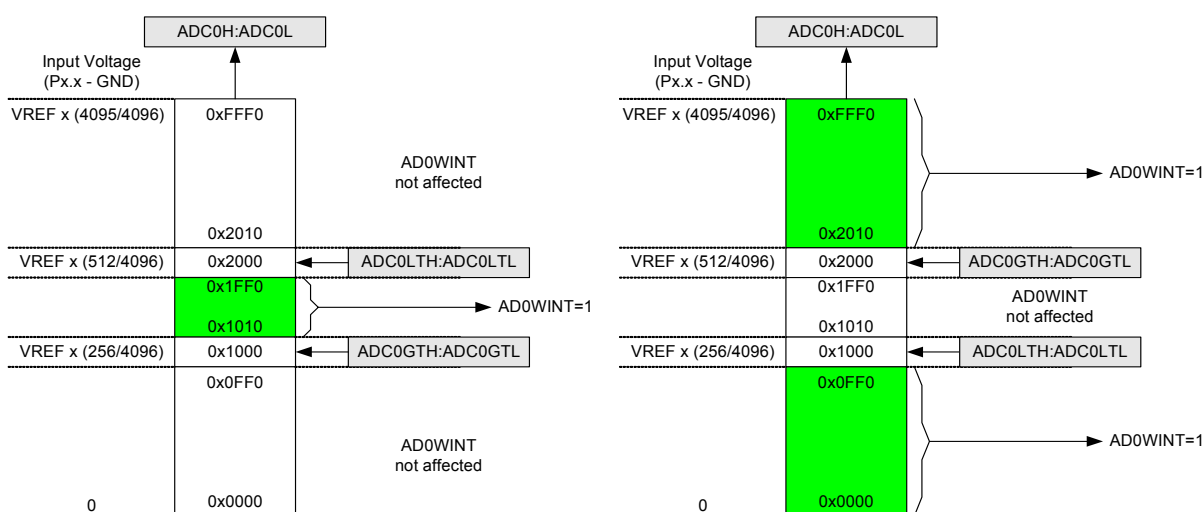 ADC0H:ADC0L
Input Voltage
(Px.x - GND)
VREF x (4095/4096)
0xFFF0
AD0WINT
not affected
0x2010
VREF x (512/4096)
0x2000
ADC0LTH:ADC0LTL
0x1FF0
AD0WINT=1
0x1010
VREF x (256/4096)
0x1000
ADC0GTH:ADC0GTL
0x0FF0
AD0WINT
not affected
0
0x0000
ADC0H:ADC0L
Input Voltage
(Px.x - GND)
VREF x (4095/4096)
0xFFF0
AD0WINT=1
0x2010
VREF x (512/4096)
0x2000
ADC0GTH:ADC0GTL
0x1FF0
AD0WINT
not affected
0x1010
VREF x (256/4096)
0x1000
ADC0LTH:ADC0LTL
0x0FF0
AD0WINT=1
0
0x0000